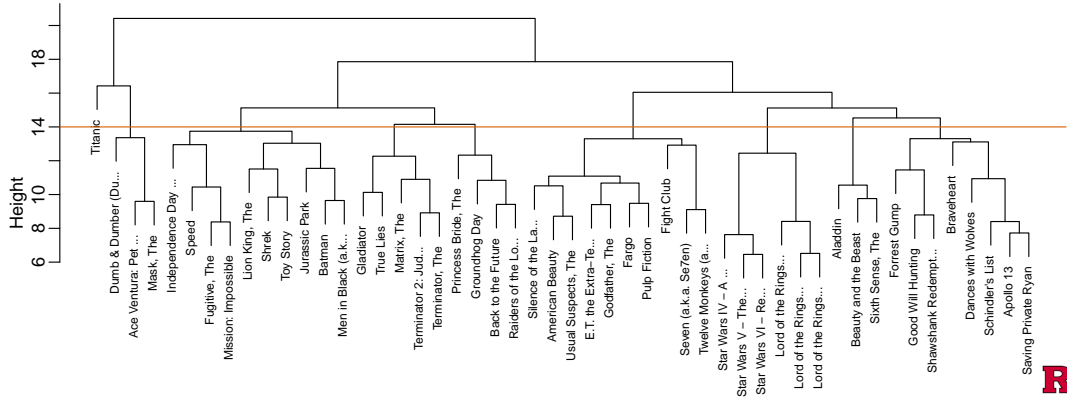 Height
18
14
10
8
6
Titanic
Dumb & Dumber (Du...
Ace Ventura: Pet ...
Mask, The
Independence Day ...
Speed
Fugitive, The
Mission: Impossible
Lion King, The
Shrek
Toy Story
Jurassic Park
Batman
Men in Black (a.k...
Gladiator
True Lies
Matrix, The
Terminator 2: Jud...
Terminator, The
Princess Bride, The
Groundhog Day
Back to the Future
Raiders of the Lo...
Silence of the La...
American Beauty
Usual Suspects, The
E.T. the Extra−Te...
Godfather, The
Fargo
Pulp Fiction
Fight Club
Seven (a.k.a. Se7en)
Twelve Monkeys (a...
Star Wars IV − A ...
Star Wars V − The...
Star Wars VI − Re...
Lord of the Rings...
Lord of the Rings...
Lord of the Rings...
Aladdin
Beauty and the Beast
Sixth Sense, The
Forrest Gump
Good Will Hunting
Shawshank Redempt...
Braveheart
Dances with Wolves
Schindler's List
Apollo 13
Saving Private Ryan
R